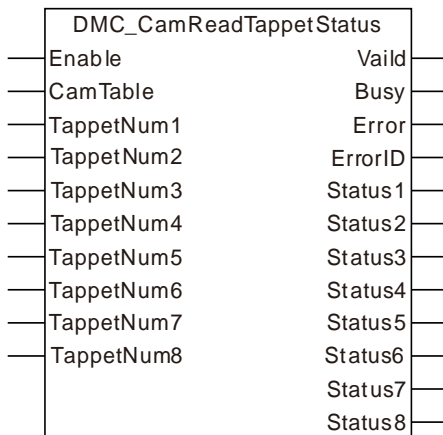 DMC_CamReadTappetStatus
Enable Vaild
CamTable Busy
TappetNum1 Error
TappetNum2 ErrorID
TappetNum3 Status1
TappetNum4 Status2
TappetNum5 Status3
TappetNum6 Status4
TappetNum7 Status5
TappetNum8 Status6
Status7
Status8